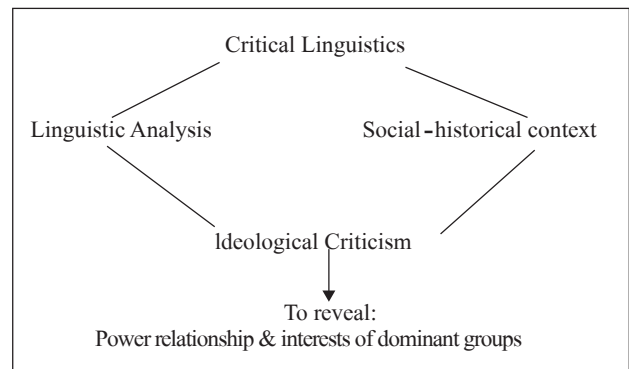 Critical Linguistics
Linguistic Analysis
Social-historical context
Ideological Criticism
To reveal:
Power relationship & interests of dominant groups